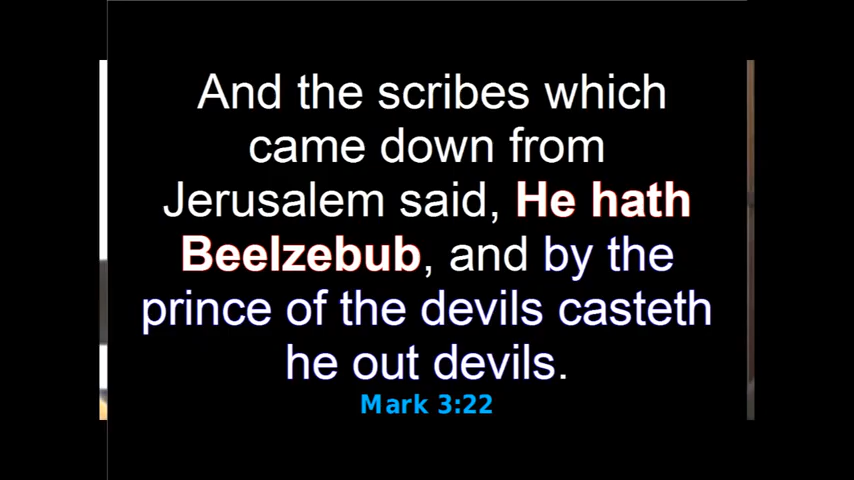 And the scribes which
came down from
Jerusalem said, He hath
Beelzebub, and by the
prince of the devils casteth
he out devils.
Mark 3:22